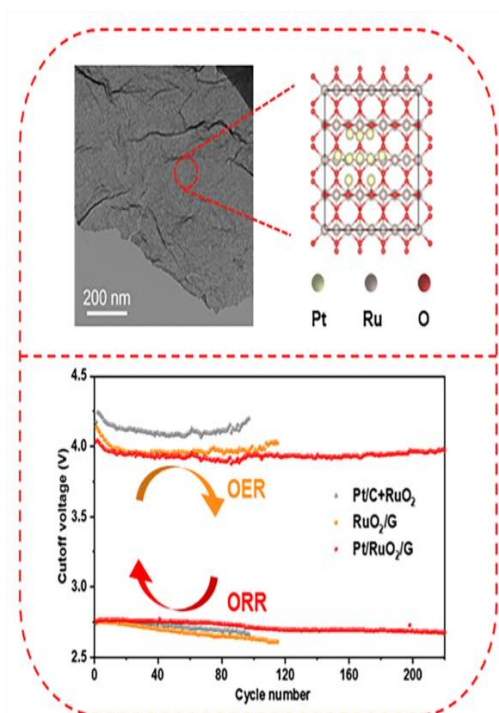 200 nm
Pt Ru O
4.5
4.0
3.5
3.0
2.5
Cutoff voltage (V)
OER
Pt/C+RuO₂
RuO₂/G
Pt/RuO₂/G
ORR
0 40 80 120 160 200
Cycle number